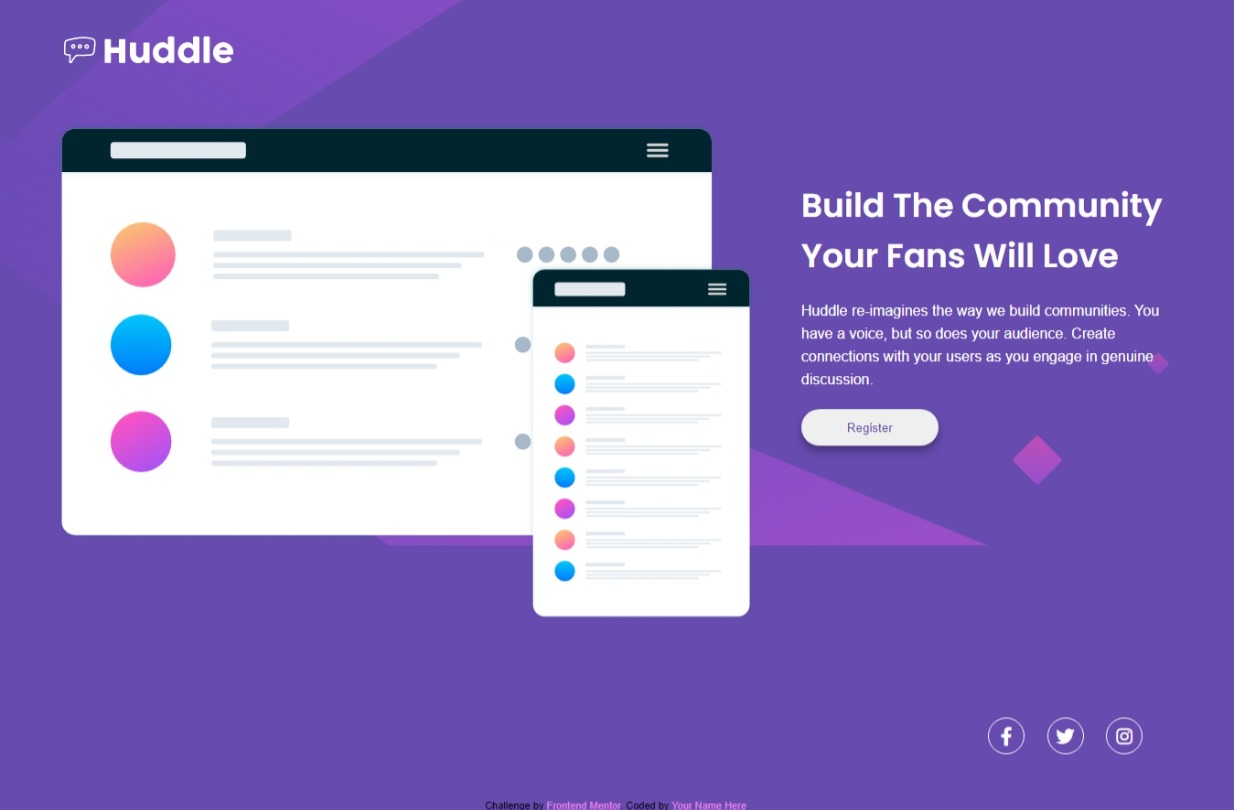 Huddle
Build The Community
Your Fans Will Love
Huddle re-imagines the way we build communities. You
have a voice, but so does your audience. Create
connections with your users as you engage in genuine
discussion.
Register
Challenge by Frontend Mentor. Coded by Your Name Here.